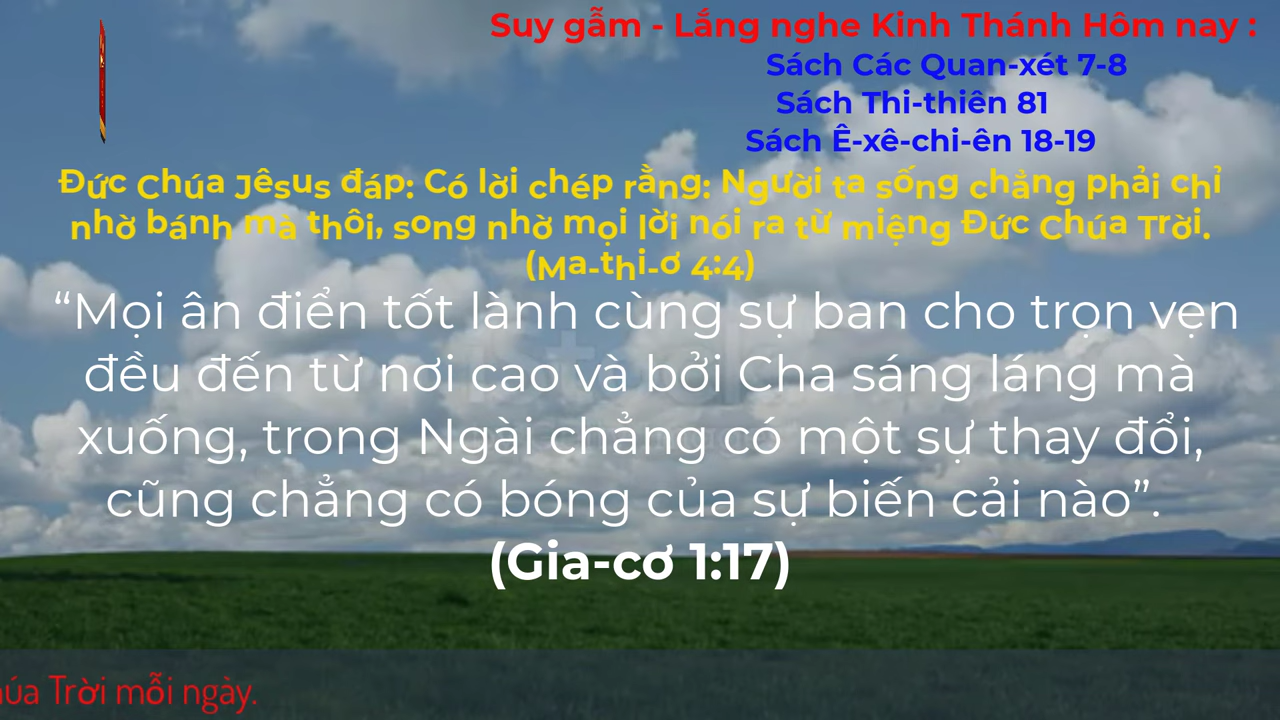 Suy gẫm - Lắng nghe Kinh Thánh Hôm nay :
Sách Các Quan-xét 7-8
Sách Thi-thiên 81
Sách Ê-xê-chi-ên 18-19
Đức Chúa Jêsus đáp: Có lời chép rằng: Người ta sống chẳng phải chỉ
nhờ bánh mà thôi, song nhờ mọi lời nói ra từ miệng Đức Chúa Trời.
(Ma-thi-ơ 4:4)
“Mọi ân điển tốt lành cùng sự ban cho trọn vẹn
đều đến từ nơi cao và bởi Cha sáng láng mà
xuống, trong Ngài chẳng có một sự thay đổi,
cũng chẳng có bóng của sự biến cải nào”.
(Gia-cơ 1:17)
Trời mỗi ngày.